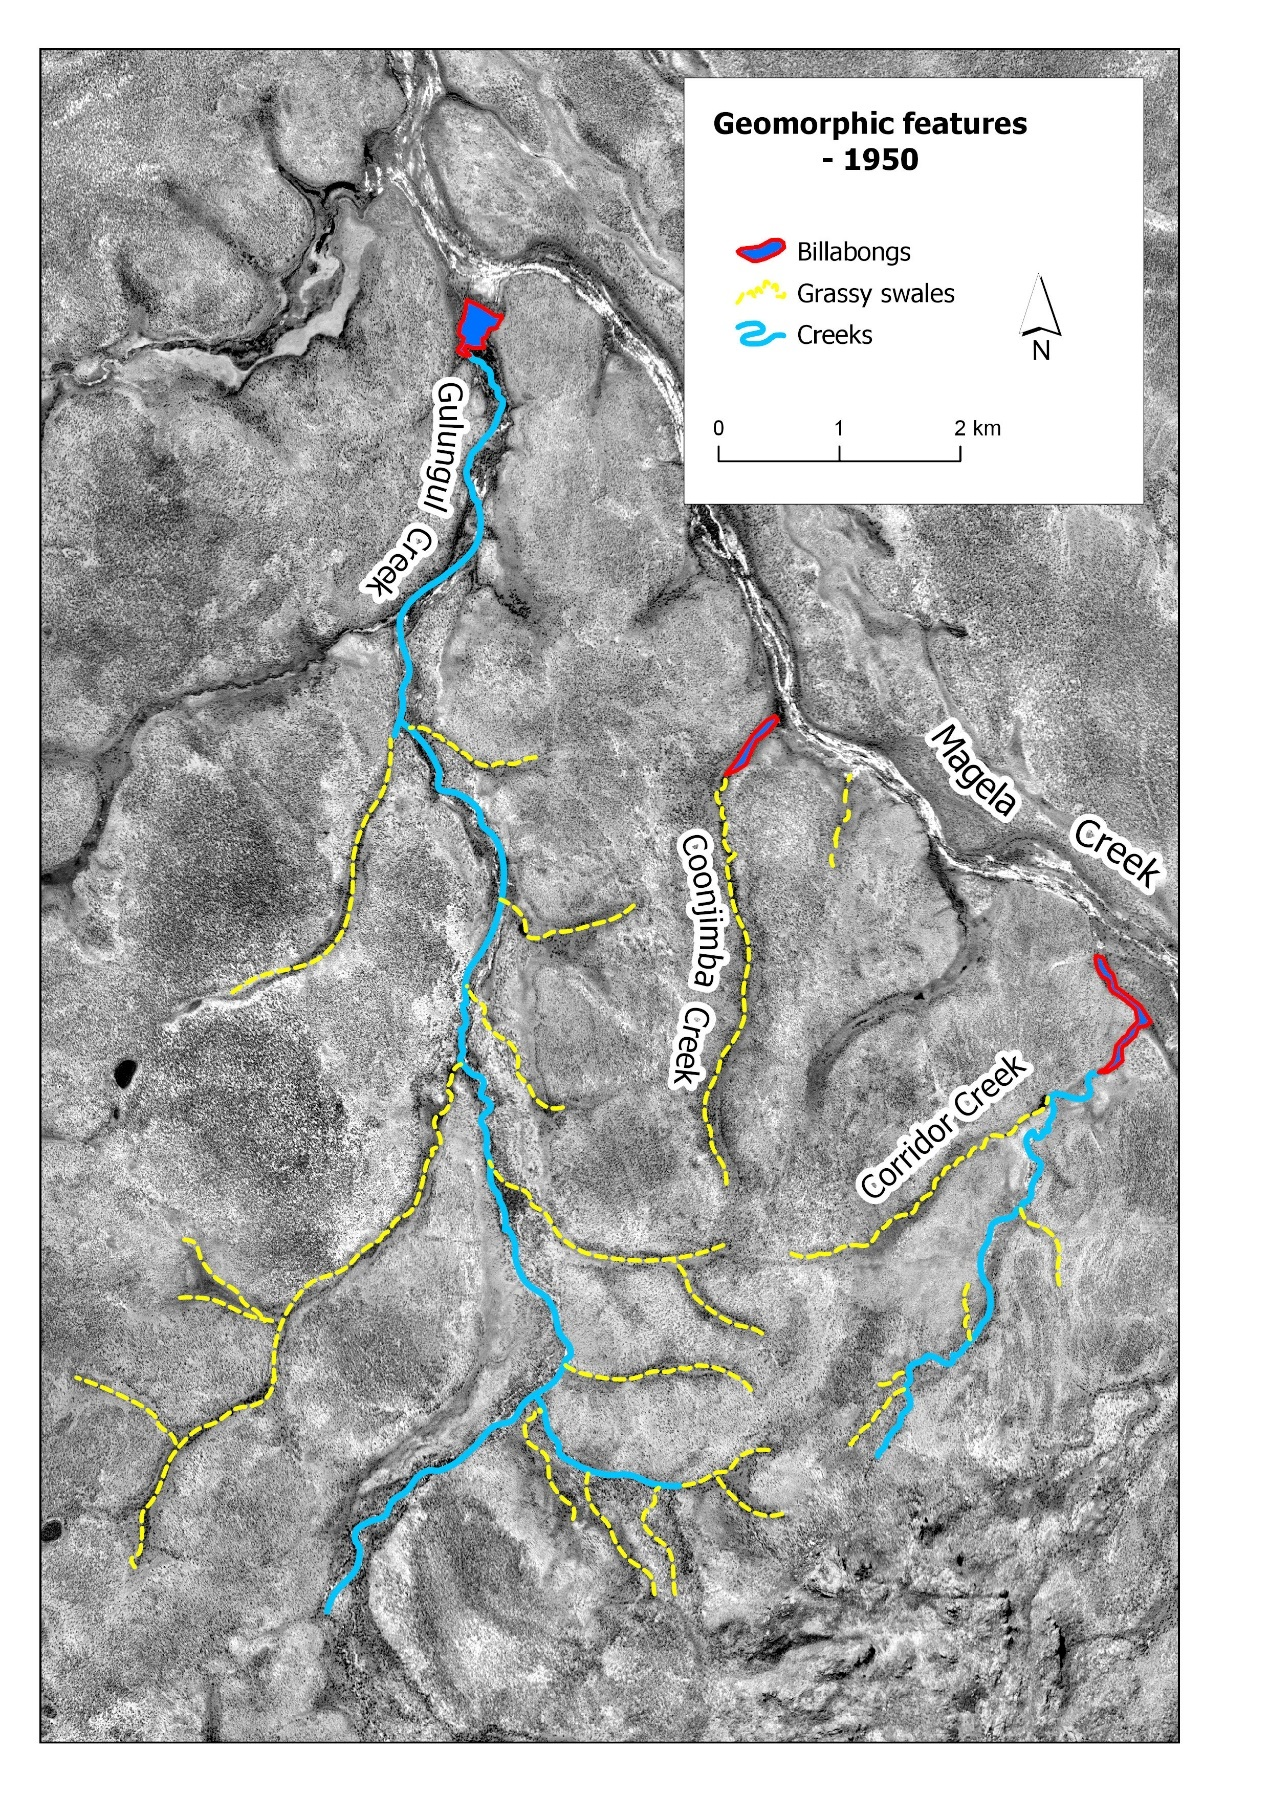 Geomorphic features
- 1950
Billabongs
Grassy swales
Creeks
N
0 1 2 km
Gulungul Creek
Magela Creek
Coonjimba Creek
Corridor Creek